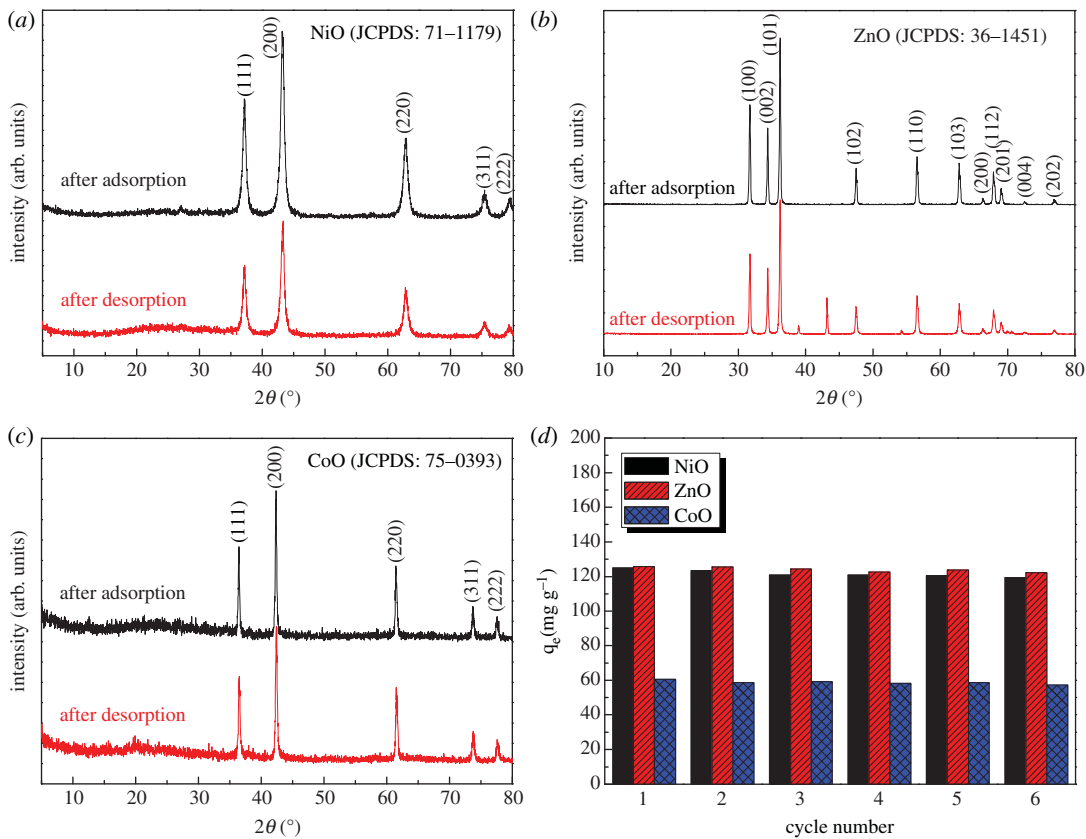 (a)
NiO (JCPDS: 71–1179)
(111)
(200)
(220)
(311)
(222)
after adsorption
after desorption
intensity (arb. units)
10 20 30 40 50 60 70 80
2θ (°)
(b)
ZnO (JCPDS: 36–1451)
(100)
(002)
(101)
(102)
(110)
(103)
(200)
(112)
(201)
(004)
(202)
after adsorption
after desorption
intensity (arb. units)
10 20 30 40 50 60 70 80
2θ (°)
(c)
CoO (JCPDS: 75–0393)
(111)
(200)
(220)
(311)
(222)
after adsorption
after desorption
intensity (arb. units)
10 20 30 40 50 60 70 80
2θ (°)
(d)
200
180
160
140
120
100
80
60
40
20
0
qe(mg g−1)
NiO
ZnO
CoO
1 2 3 4 5 6
cycle number